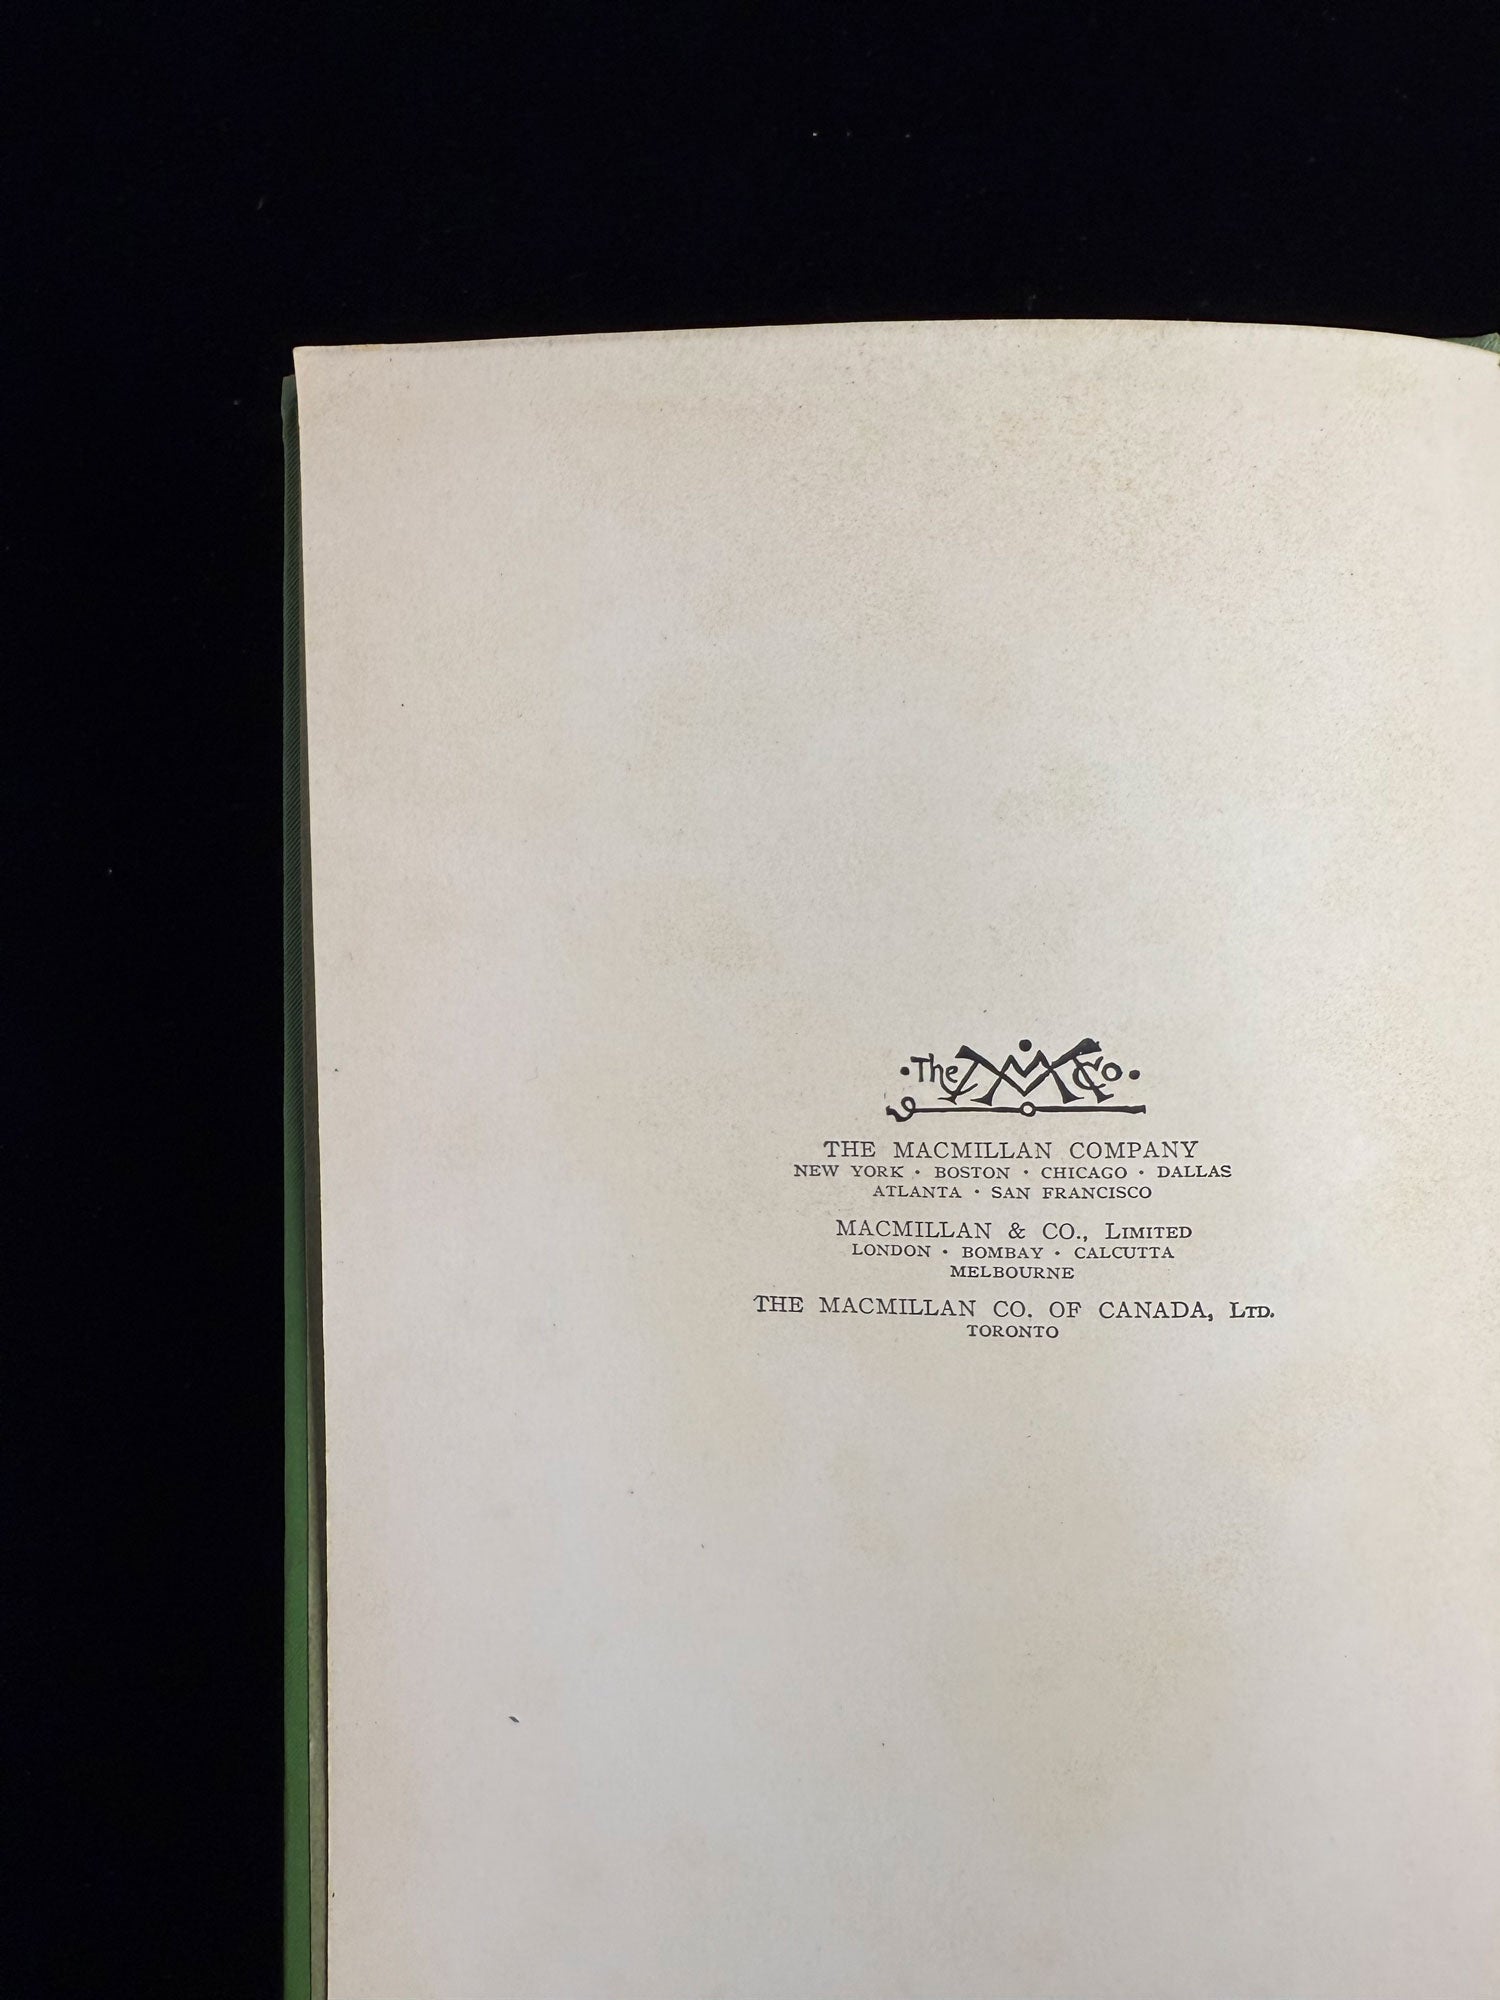 ·The MM Co.·
THE MACMILLAN COMPANY
NEW YORK · BOSTON · CHICAGO · DALLAS
ATLANTA · SAN FRANCISCO
MACMILLAN & CO., LIMITED
LONDON · BOMBAY · CALCUTTA
MELBOURNE
THE MACMILLAN CO. OF CANADA, LTD.
TORONTO